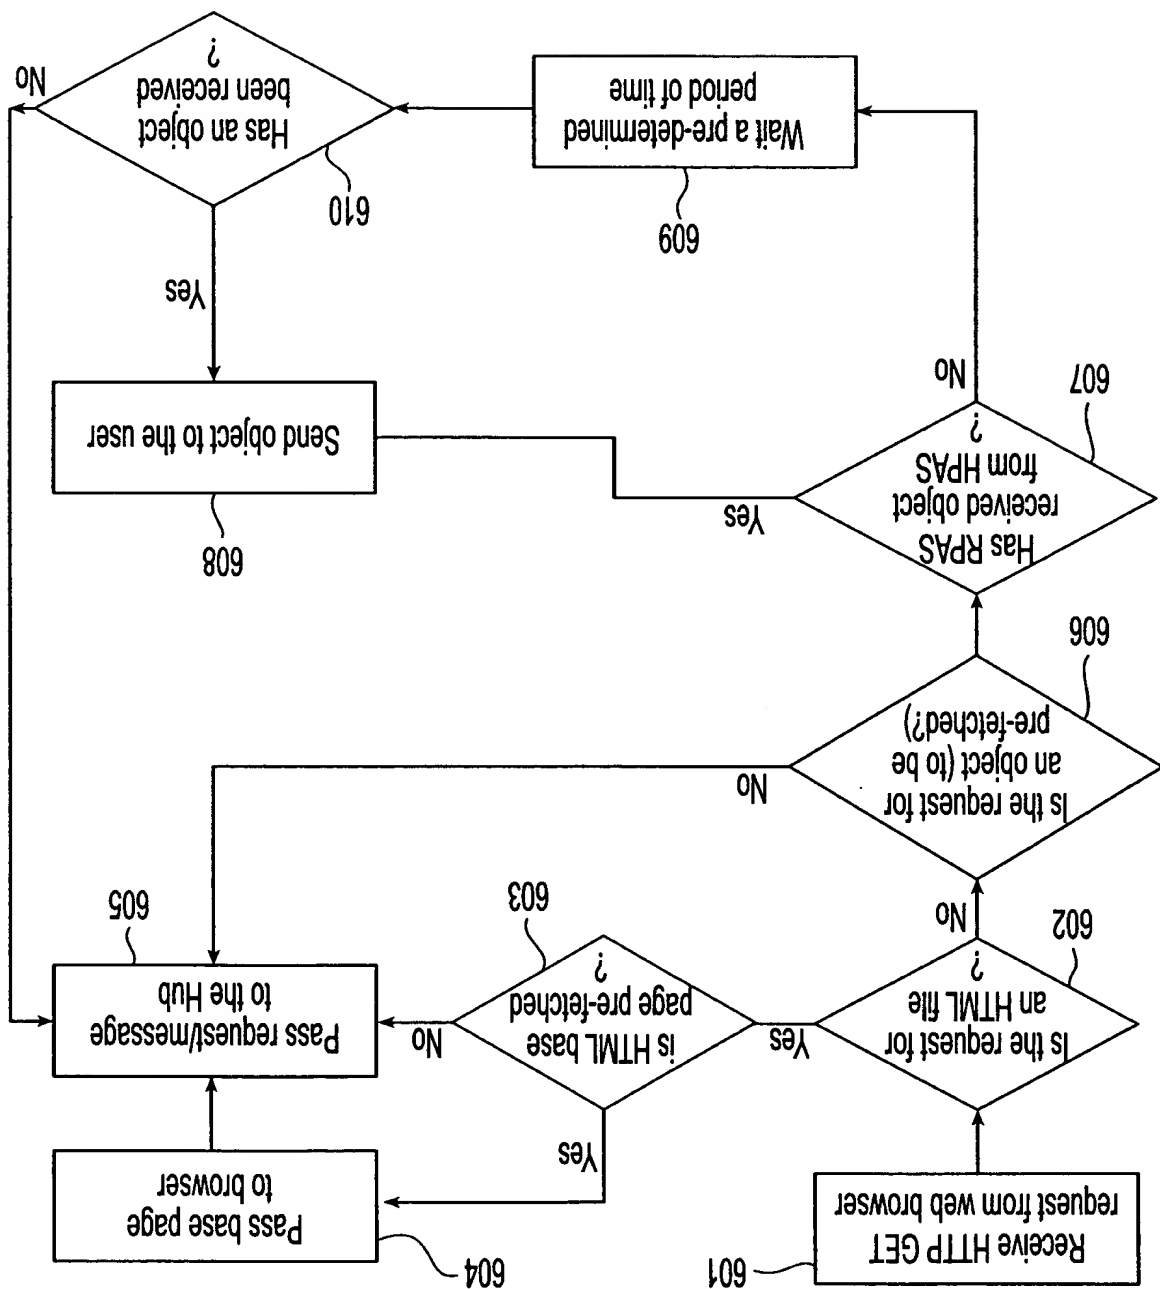 601
Receive HTTP GET
request from web browser
602
Is the request for
an HTML file
?
Yes
No
603
is HTML base
page pre-fetched
?
Yes
No
604
Pass base page
to browser
605
Pass request/message
to the Hub
606
Is the request for
an object (to be
pre-fetched?)
No
607
Has RPAS
received object
from HPAS
?
Yes
No
608
Send object to the user
609
Wait a pre-determined
period of time
610
Has an object
been received
?
Yes
No